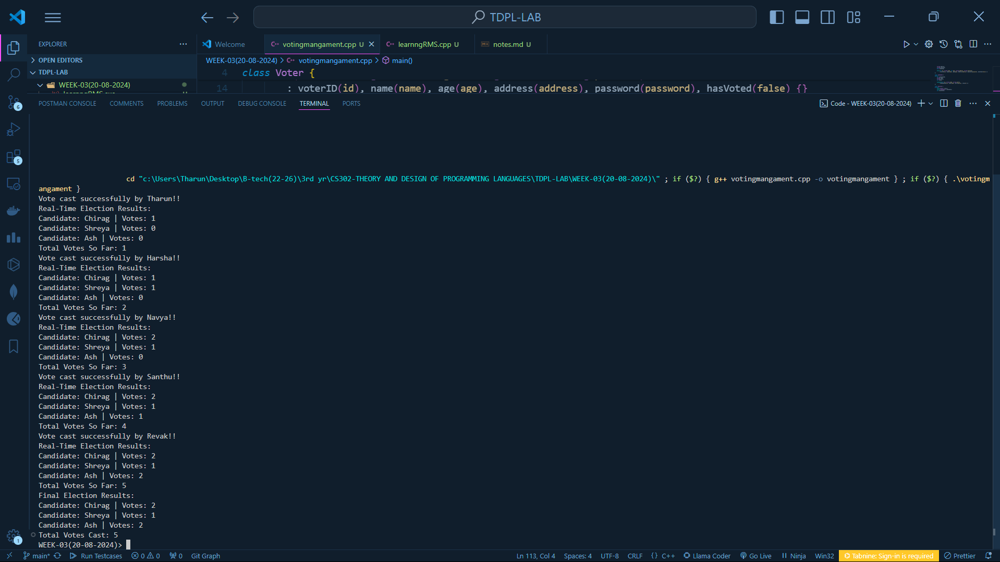 TDPL-LAB
EXPLORER
Welcome
votingmangament.cpp U
learnngRMS.cpp U
notes.md U
OPEN EDITORS
TDPL-LAB
WEEK-03(20-08-2024)
WEEK-03(20-08-2024) > votingmangament.cpp > main()
4 class Voter {
14 : voterID(id), name(name), age(age), address(address), password(password), hasVoted(false) {}
POSTMAN CONSOLE COMMENTS PROBLEMS OUTPUT DEBUG CONSOLE TERMINAL PORTS
Code - WEEK-03(20-08-2024)
6
5
cd "c:\Users\Tharun\Desktop\B-tech(22-26)\3rd yr\CS302-THEORY AND DESIGN OF PROGRAMMING LANGUAGES\TDPL-LAB\WEEK-03(20-08-2024)\" ; if ($?) { g++ votingmangament.cpp -o votingmangament } ; if ($?) { .\votingm
angament }
Vote cast successfully by Tharun!!
Real-Time Election Results:
Candidate: Chirag | Votes: 1
Candidate: Shreya | Votes: 0
Candidate: Ash | Votes: 0
Total Votes So Far: 1
Vote cast successfully by Harsha!!
Real-Time Election Results:
Candidate: Chirag | Votes: 1
Candidate: Shreya | Votes: 1
Candidate: Ash | Votes: 0
Total Votes So Far: 2
Vote cast successfully by Navya!!
Real-Time Election Results:
Candidate: Chirag | Votes: 2
Candidate: Shreya | Votes: 1
Candidate: Ash | Votes: 0
Total Votes So Far: 3
Vote cast successfully by Santhu!!
Real-Time Election Results:
Candidate: Chirag | Votes: 2
Candidate: Shreya | Votes: 1
Candidate: Ash | Votes: 1
Total Votes So Far: 4
Vote cast successfully by Revak!!
Real-Time Election Results:
Candidate: Chirag | Votes: 2
Candidate: Shreya | Votes: 1
Candidate: Ash | Votes: 2
Total Votes So Far: 5
Final Election Results:
Candidate: Chirag | Votes: 2
Candidate: Shreya | Votes: 1
Candidate: Ash | Votes: 2
Total Votes Cast: 5
WEEK-03(20-08-2024)>
1
main* Run Testcases 0 0 0 Git Graph Ln 113, Col 4 Spaces: 4 UTF-8 CRLF {} C++ Llama Coder Go Live Ninja Win32 Tabnine: Sign-in is required Prettier